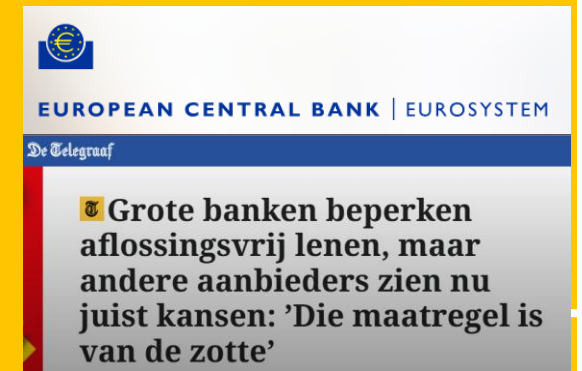 EUROPEAN CENTRAL BANK | EUROSYSTEM
De Telegraaf
Grote banken beperken
aflossingsvrij lenen, maar
andere aanbieders zien nu
juist kansen: ’Die maatregel is
van de zotte’